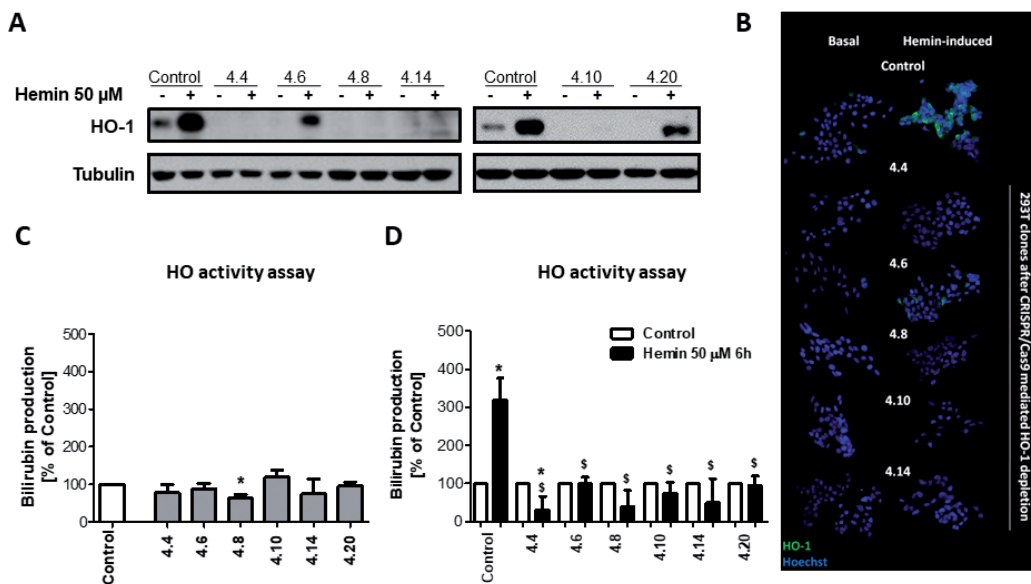 A
Control 4.4 4.6 4.8 4.14
Control 4.10 4.20
Hemin 50 µM - + - + - + - + - +
- + - + - +
HO-1
Tubulin
B
Basal Hemin-induced
Control
4.4
4.6
4.8
4.10
4.14
293T clones after CRISPR/Cas9 mediated HO-1 depletion
HO-1
Hoechst
C
HO activity assay
Bilirubin production
[% of Control]
500
400
300
200
100
0
*
Control 4.4 4.6 4.8 4.10 4.14 4.20
D
HO activity assay
Bilirubin production
[% of Control]
500
400
300
200
100
0
Control
Hemin 50 µM 6h
*
*
$ $ $ $ $ $
Control 4.4 4.6 4.8 4.10 4.14 4.20